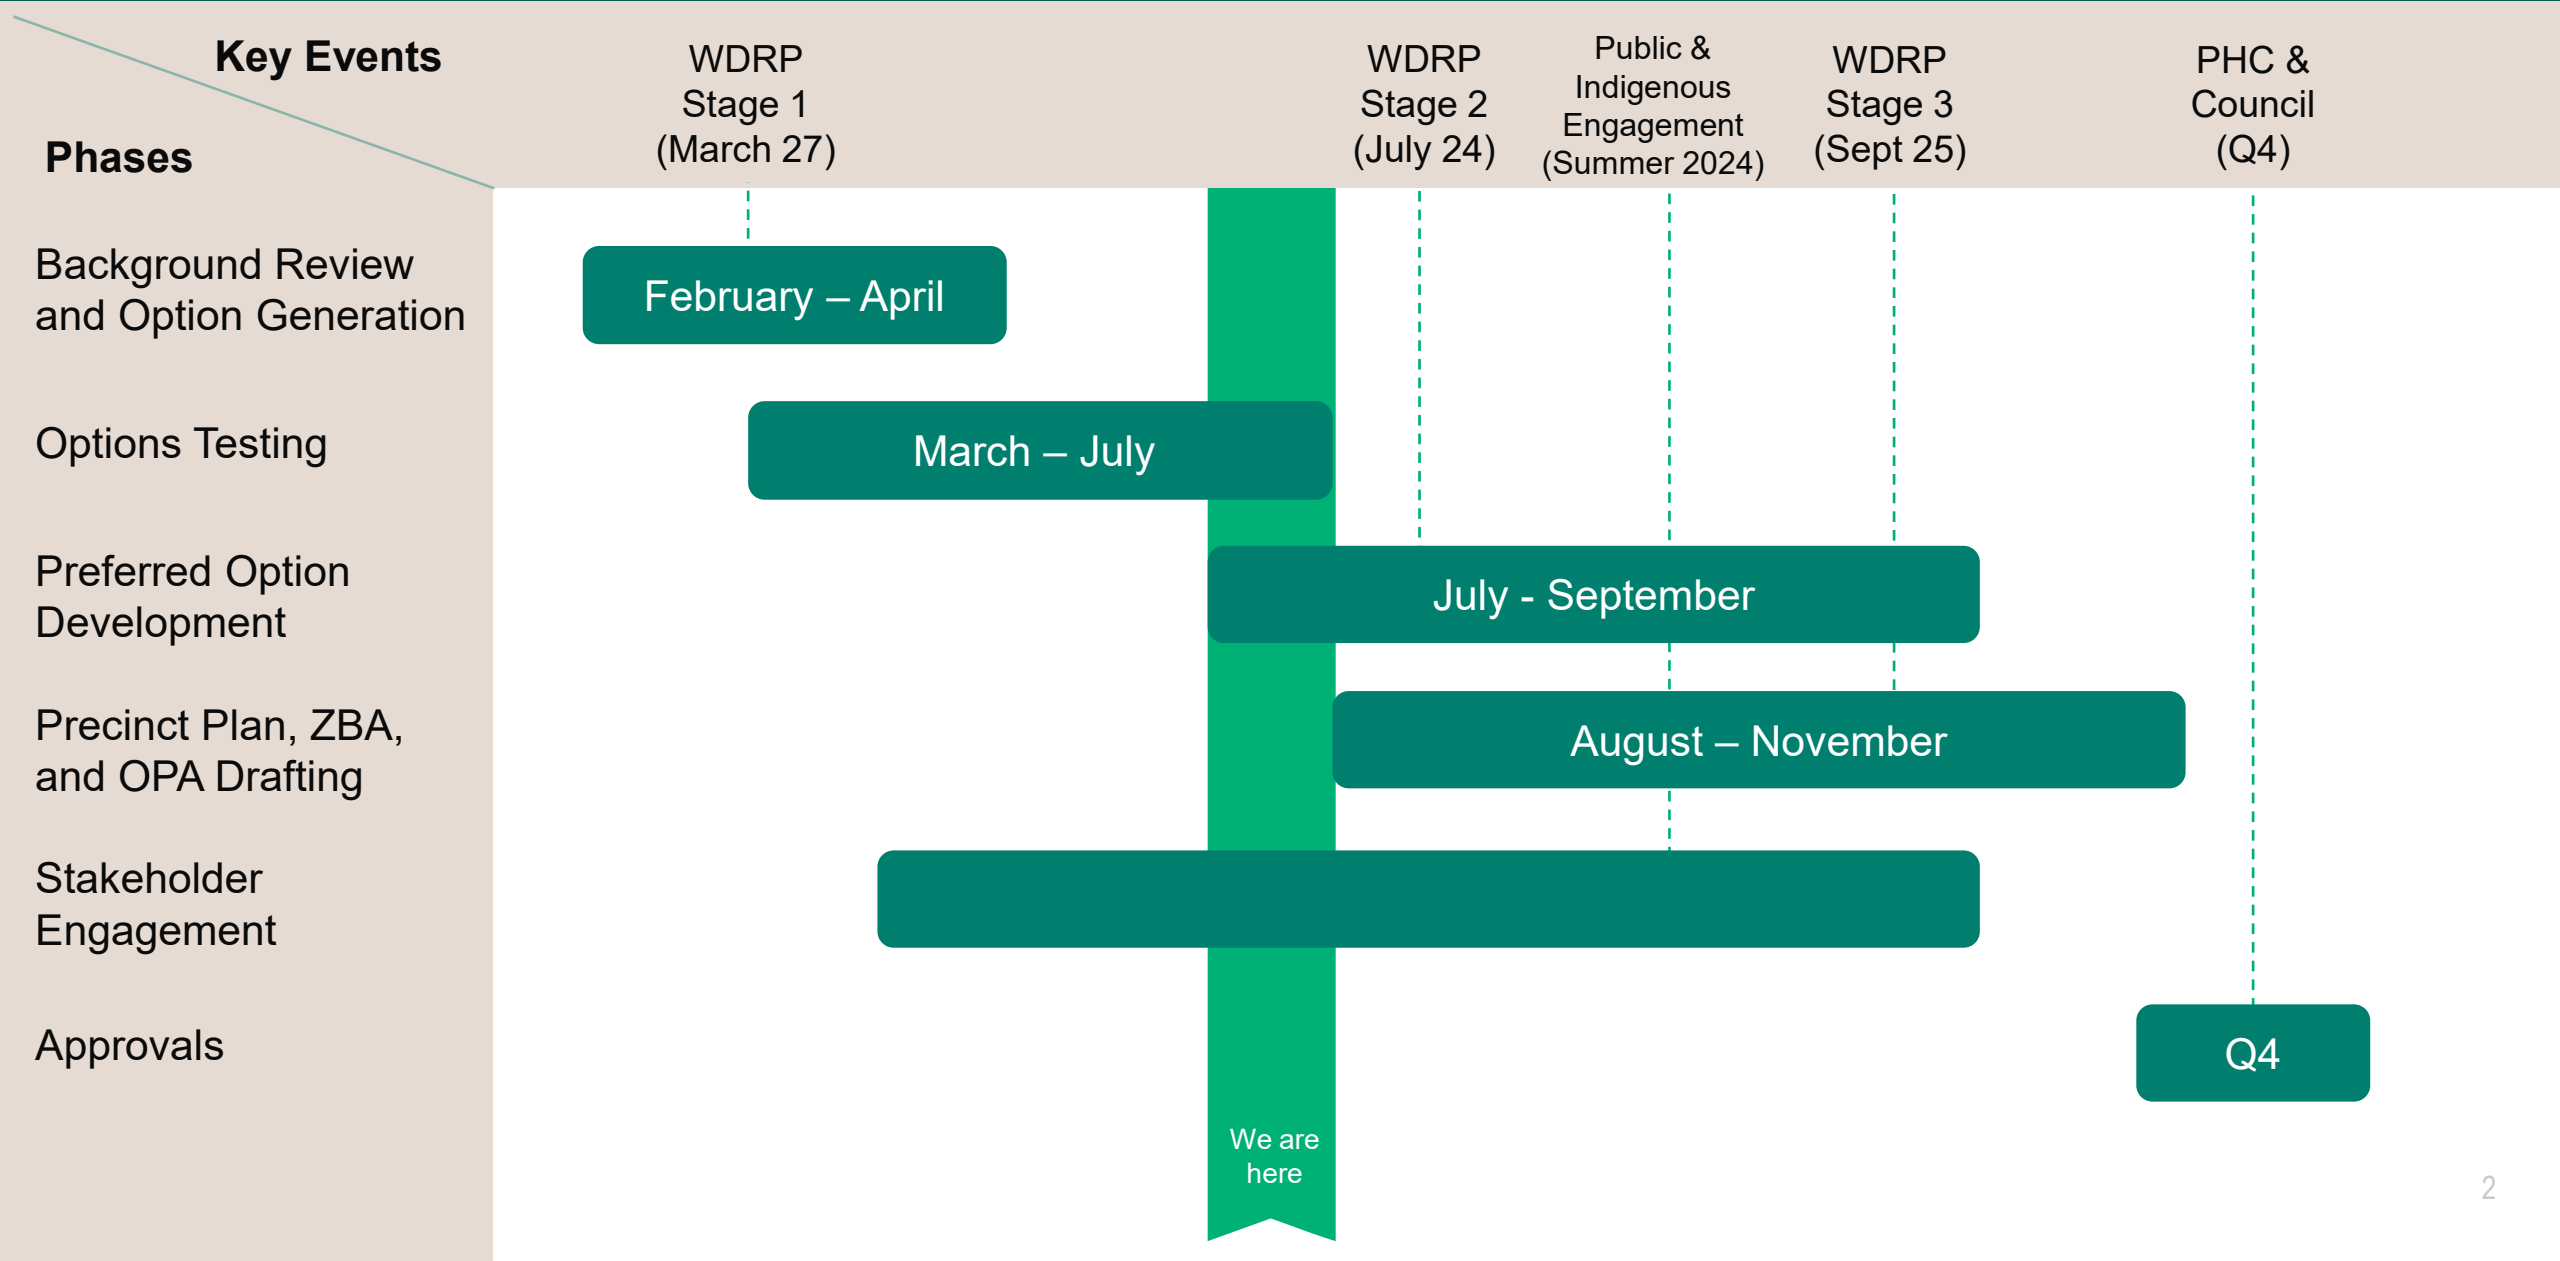 Key Events
Phases
WDRP
Stage 1
(March 27)
WDRP
Stage 2
(July 24)
Public &
Indigenous
Engagement
(Summer 2024)
WDRP
Stage 3
(Sept 25)
PHC &
Council
(Q4)
Background Review
and Option Generation
February – April
Options Testing
March – July
Preferred Option
Development
July - September
Precinct Plan, ZBA,
and OPA Drafting
August – November
Stakeholder
Engagement
Approvals
Q4
We are
here
2